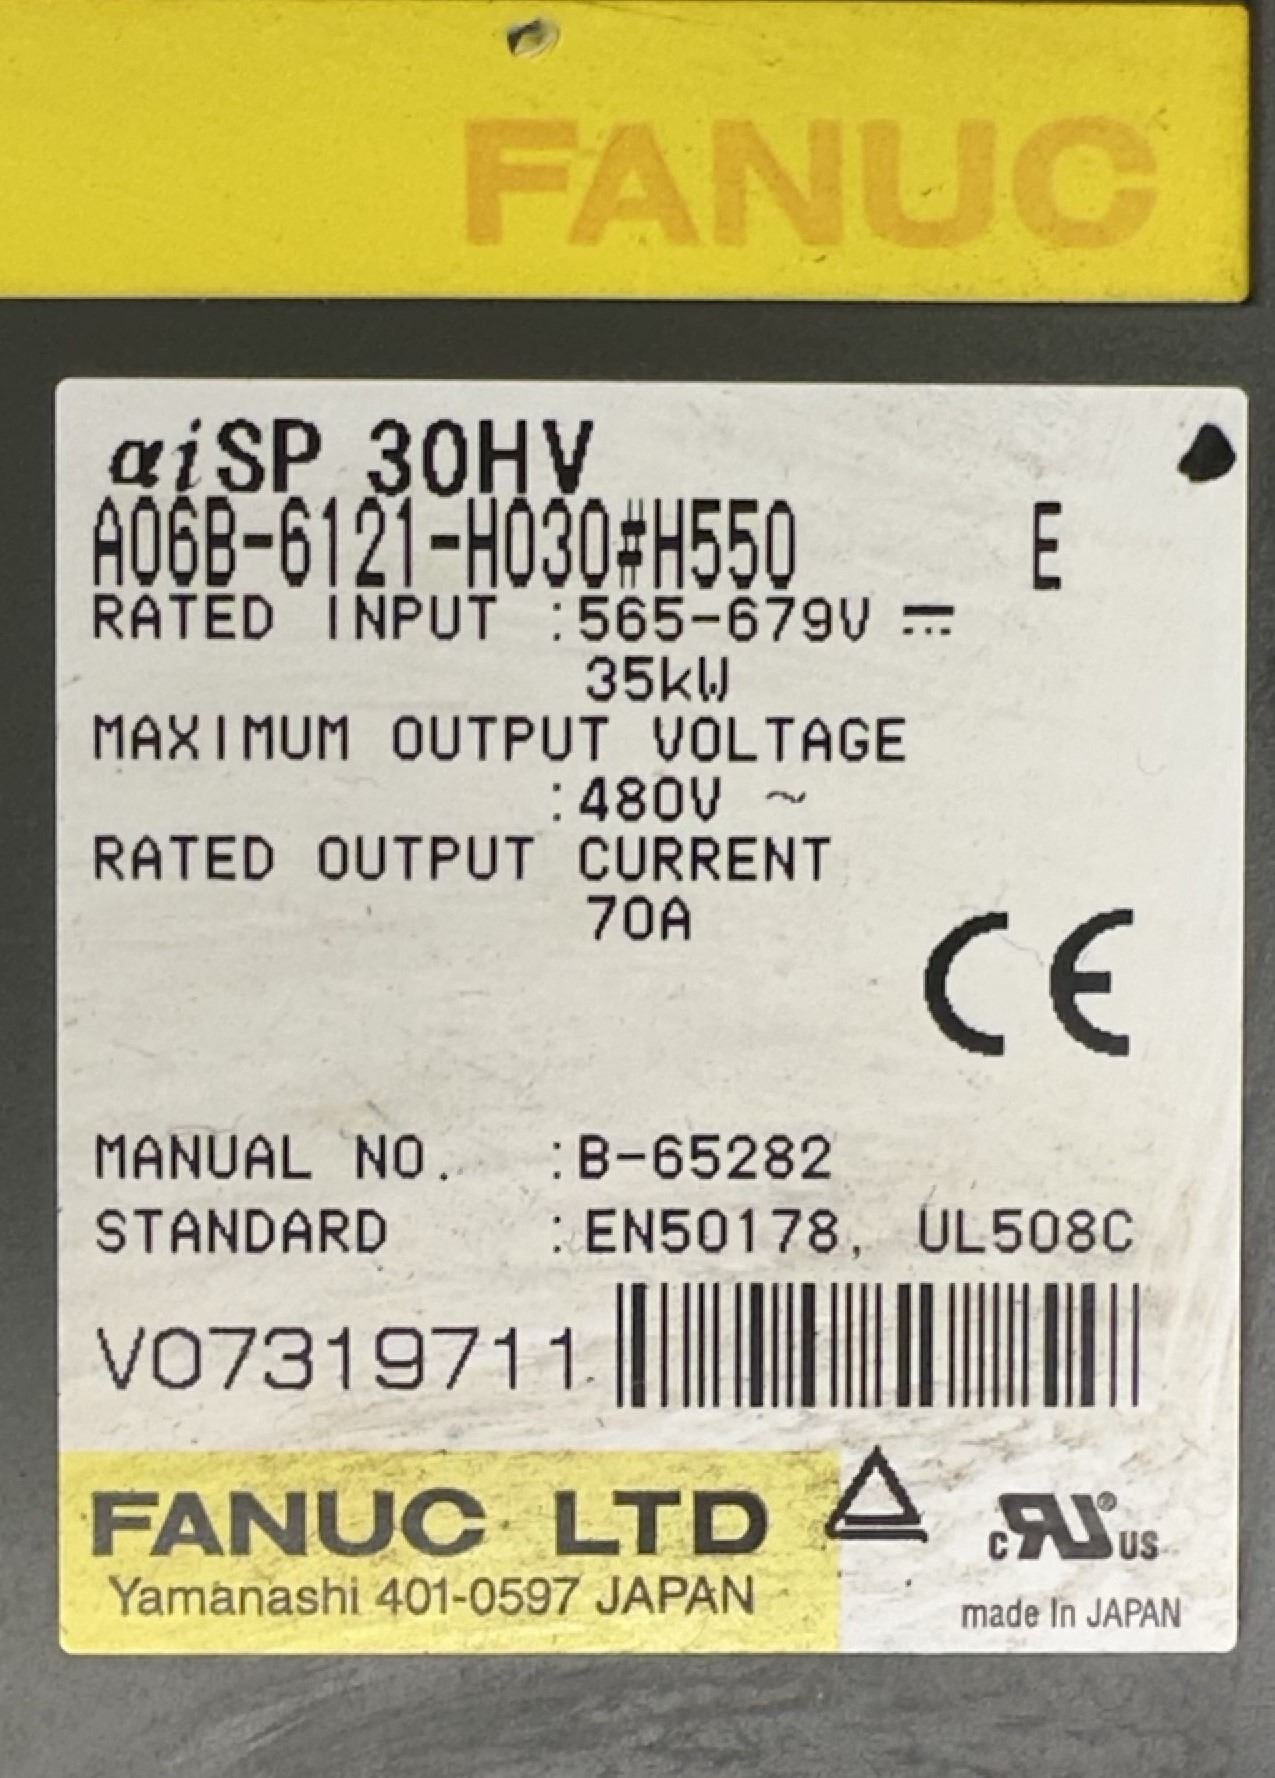 FANUC
αiSP 30HV
A06B-6121-H030#H550 E
RATED INPUT :565-679V ⎓
35kW
MAXIMUM OUTPUT VOLTAGE
:480V ~
RATED OUTPUT CURRENT
70A
CE
MANUAL NO. :B-65282
STANDARD :EN50178, UL508C
V07319711
FANUC LTD
Yamanashi 401-0597 JAPAN
c RU ® US
made In JAPAN